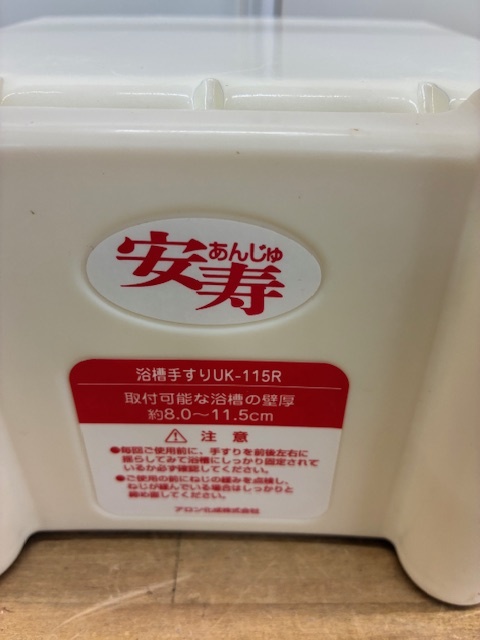 あんじゅ
安寿
浴槽手すりUK-115R
取付可能な浴槽の壁厚
約8.0〜11.5cm
⚠ 注意
●毎回ご使用前に、手すりを前後左右に
揺らしてみて浴槽にしっかり固定されて
いるか必ず確認してください。
●ご使用の前にねじの緩みを点検し、
ねじが緩んでいる場合はしっかりと
締め直してください。
アロン化成株式会社